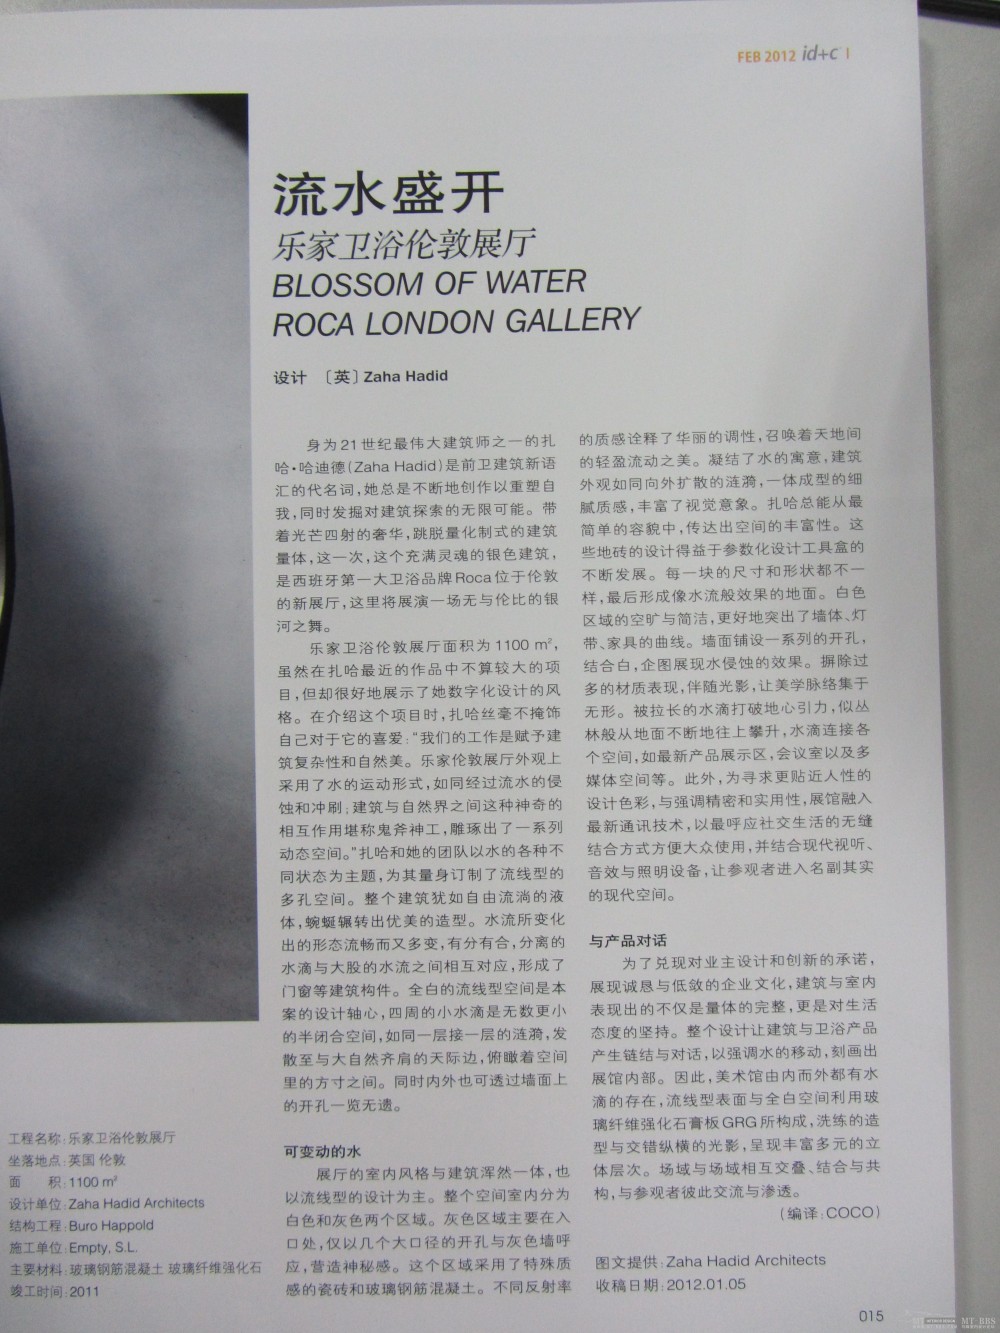 FEB 2012 id+c
流水盛开
乐家卫浴伦敦展厅
BLOSSOM OF WATER
ROCA LONDON GALLERY
设计 〔英〕Zaha Hadid
身为21世纪最伟大建筑师之一的扎
哈·哈迪德(Zaha Hadid)是前卫建筑新语
汇的代名词,她总是不断地创作以重塑自
我,同时发掘对建筑探索的无限可能。带
着光芒四射的奢华,跳脱量化制式的建筑
量体,这一次,这个充满灵魂的银色建筑,
是西班牙第一大卫浴品牌Roca位于伦敦
的新展厅,这里将展演一场无与伦比的银
河之舞。
乐家卫浴伦敦展厅面积为1100 m²,
虽然在扎哈最近的作品中不算较大的项
目,但却很好地展示了她数字化设计的风
格。在介绍这个项目时,扎哈丝毫不掩饰
自己对于它的喜爱:“我们的工作是赋予建
筑复杂性和自然美。乐家伦敦展厅外观上
采用了水的运动形式,如同经过流水的侵
蚀和冲刷;建筑与自然界之间这种神奇的
相互作用堪称鬼斧神工,雕琢出了一系列
动态空间。”扎哈和她的团队以水的各种不
同状态为主题,为其量身订制了流线型的
多孔空间。整个建筑犹如自由流淌的液
体,蜿蜒辗转出优美的造型。水流所变化
出的形态流畅而又多变,有分有合,分离的
水滴与大股的水流之间相互对应,形成了
门窗等建筑构件。全白的流线型空间是本
案的设计轴心,四周的小水滴是无数更小
的半闭合空间,如同一层接一层的涟漪,发
散至与大自然齐肩的天际边,俯瞰着空间
里的方寸之间。同时内外也可透过墙面上
的开孔一览无遗。
可变动的水
展厅的室内风格与建筑浑然一体,也
以流线型的设计为主。整个空间室内分为
白色和灰色两个区域。灰色区域主要在入
口处,仅以几个大口径的开孔与灰色墙呼
应,营造神秘感。这个区域采用了特殊质
感的瓷砖和玻璃钢筋混凝土。不同反射率
的质感诠释了华丽的调性,召唤着天地间
的轻盈流动之美。凝结了水的寓意,建筑
外观如同向外扩散的涟漪,一体成型的细
腻质感,丰富了视觉意象。扎哈总能从最
简单的容貌中,传达出空间的丰富性。这
些地砖的设计得益于参数化设计工具盒的
不断发展。每一块的尺寸和形状都不一
样,最后形成像水流般效果的地面。白色
区域的空旷与简洁,更好地突出了墙体、灯
带、家具的曲线。墙面铺设一系列的开孔,
结合白,企图展现水侵蚀的效果。摒除过
多的材质表现,伴随光影,让美学脉络集于
无形。被拉长的水滴打破地心引力,似丛
林般从地面不断地往上攀升,水滴连接各
个空间,如最新产品展示区,会议室以及多
媒体空间等。此外,为寻求更贴近人性的
设计色彩,与强调精密和实用性,展馆融入
最新通讯技术,以最呼应社交生活的无缝
结合方式方便大众使用,并结合现代视听、
音效与照明设备,让参观者进入名副其实
的现代空间。
与产品对话
为了兑现对业主设计和创新的承诺,
展现诚恳与低敛的企业文化,建筑与室内
表现出的不仅是量体的完整,更是对生活
态度的坚持。整个设计让建筑与卫浴产品
产生链结与对话,以强调水的移动,刻画出
展馆内部。因此,美术馆由内而外都有水
滴的存在,流线型表面与全白空间利用玻
璃纤维强化石膏板GRG所构成,洗练的造
型与交错纵横的光影,呈现丰富多元的立
体层次。场域与场域相互交叠、结合与共
构,与参观者彼此交流与渗透。
(编译:COCO)
图文提供:Zaha Hadid Architects
收稿日期:2012.01.05
工程名称:乐家卫浴伦敦展厅
坐落地点:英国 伦敦
面 积:1100 m²
设计单位:Zaha Hadid Architects
结构工程:Buro Happold
施工单位:Empty, S.L.
主要材料:玻璃钢筋混凝土 玻璃纤维强化石
竣工时间:2011
015
MT-BBS